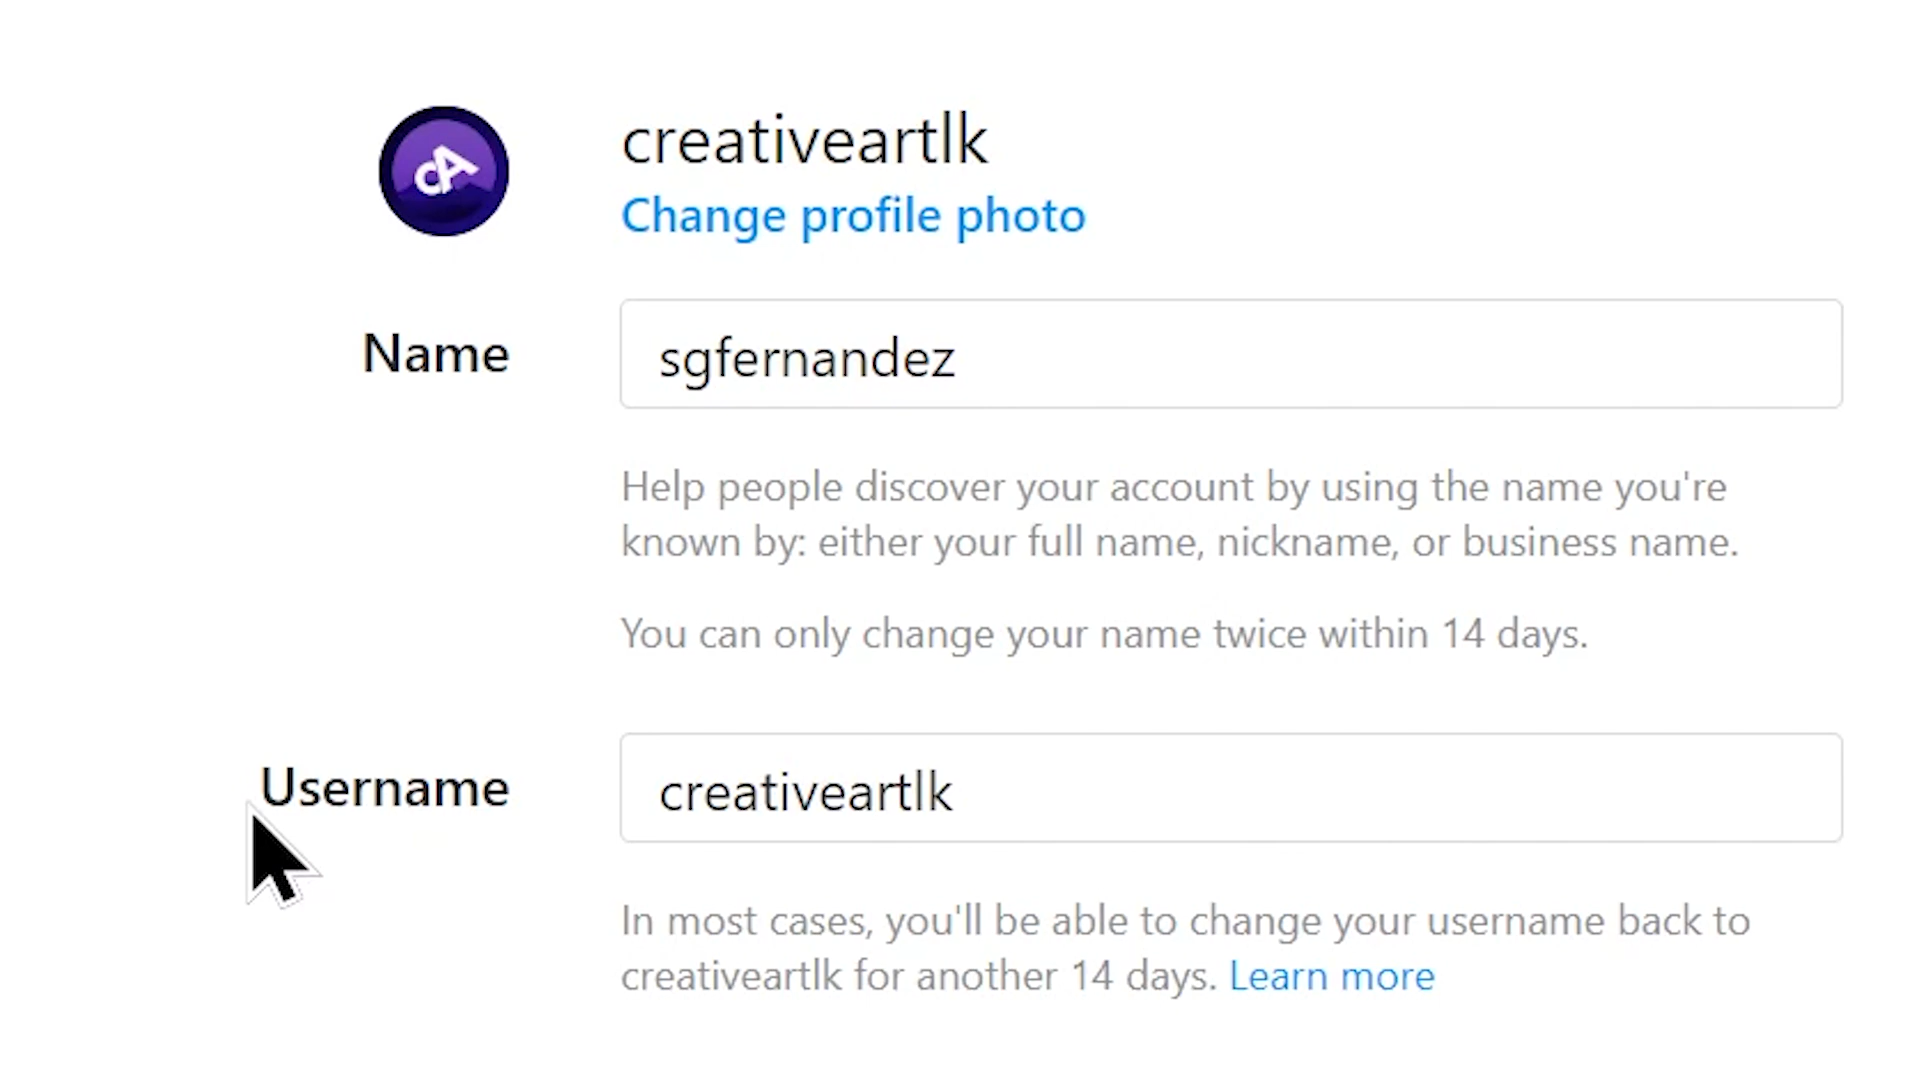 cA
creativeartlk
Change profile photo
Name
sgfernandez
Help people discover your account by using the name you're
known by: either your full name, nickname, or business name.
You can only change your name twice within 14 days.
Username
creativeartlk
In most cases, you'll be able to change your username back to
creativeartlk for another 14 days. Learn more